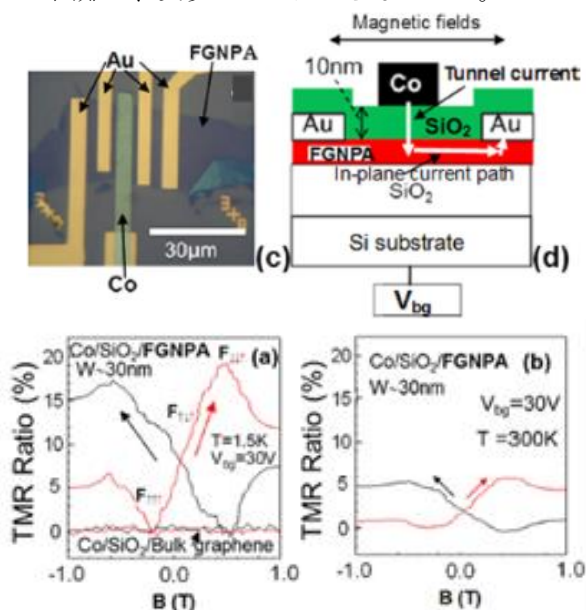 Au
FGNPA
30μm
Co
(c)
Magnetic fields
10nm
Co
Tunnel current
Au
SiO2
Au
FGNPA
In-plane current path
SiO2
Si substrate
(d)
Vbg
Co/SiO2/FGNPA (a)
W~30nm
F↓↓↑
F↑↓↑
T=1.5K
Vbg=30V
F↑↑↑
Co/SiO2/Bulk graphene
TMR Ratio (%)
20
15
10
5
0
-1.0
0.0
1.0
B (T)
Co/SiO2/FGNPA (b)
W~30nm
Vbg=30V
T =300K
TMR Ratio (%)
20
15
10
5
0
-1.0
0.0
1.0
B (T)